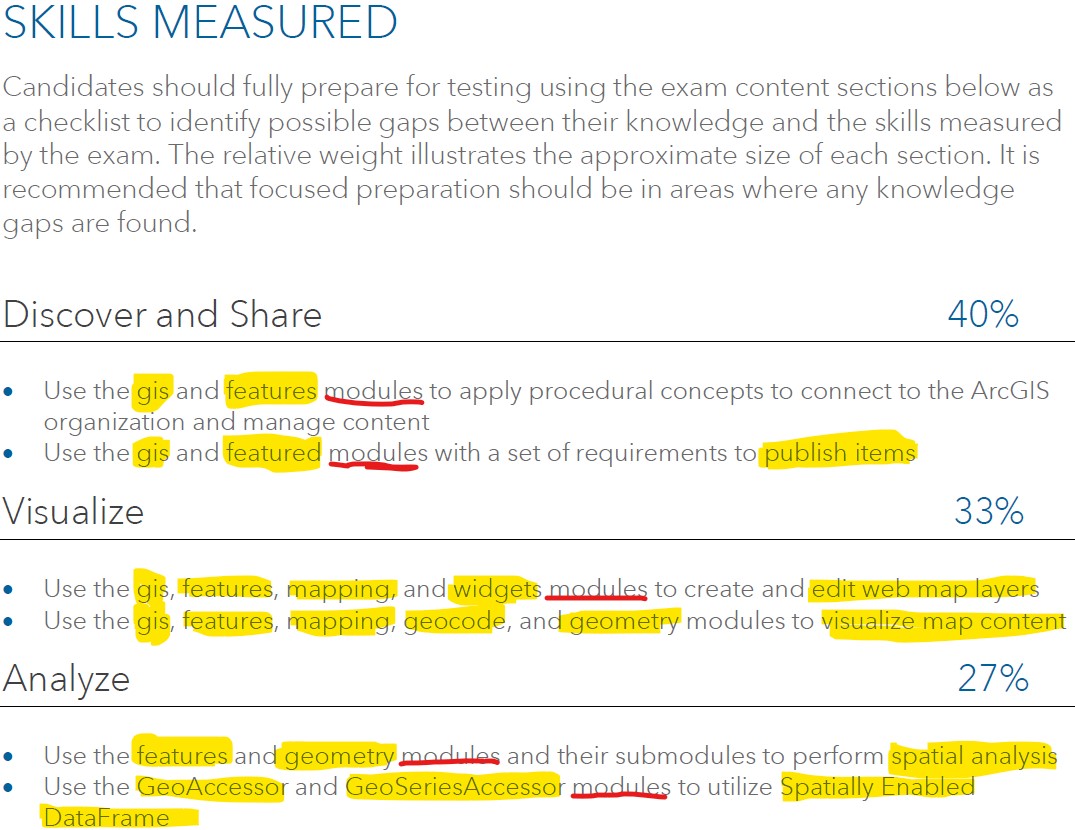 SKILLS MEASURED
Candidates should fully prepare for testing using the exam content sections below as
a checklist to identify possible gaps between their knowledge and the skills measured
by the exam. The relative weight illustrates the approximate size of each section. It is
recommended that focused preparation should be in areas where any knowledge
gaps are found.
Discover and Share 40%
• Use the gis and features modules to apply procedural concepts to connect to the ArcGIS
organization and manage content
• Use the gis and featured modules with a set of requirements to publish items
Visualize 33%
• Use the gis, features, mapping, and widgets modules to create and edit web map layers
• Use the gis, features, mapping, geocode, and geometry modules to visualize map content
Analyze 27%
• Use the features and geometry modules and their submodules to perform spatial analysis
• Use the GeoAccessor and GeoSeriesAccessor modules to utilize Spatially Enabled
DataFrame